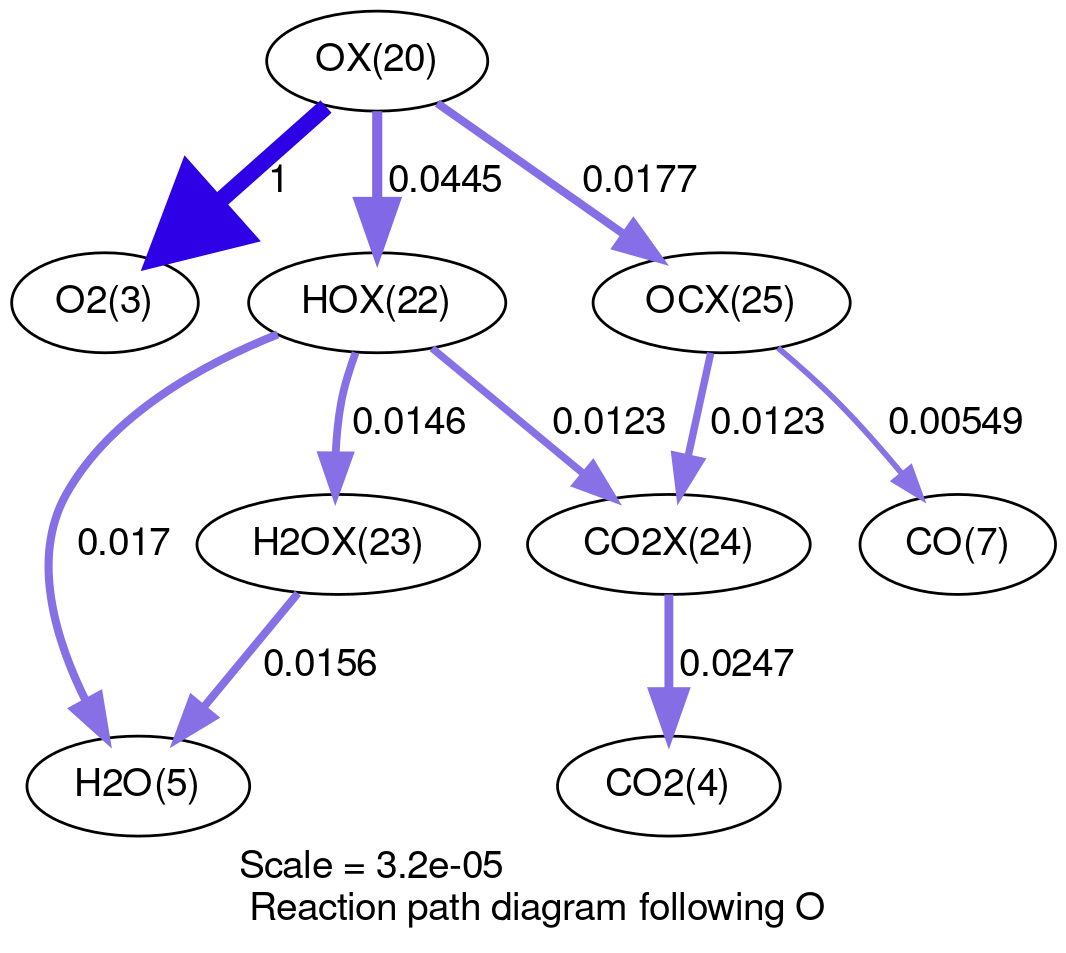 OX(20)
1
0.0445
0.0177
O2(3)
HOX(22)
OCX(25)
0.0146
0.0123
0.0123
0.00549
0.017
H2OX(23)
CO2X(24)
CO(7)
0.0156
0.0247
H2O(5)
CO2(4)
Scale = 3.2e-05
Reaction path diagram following O